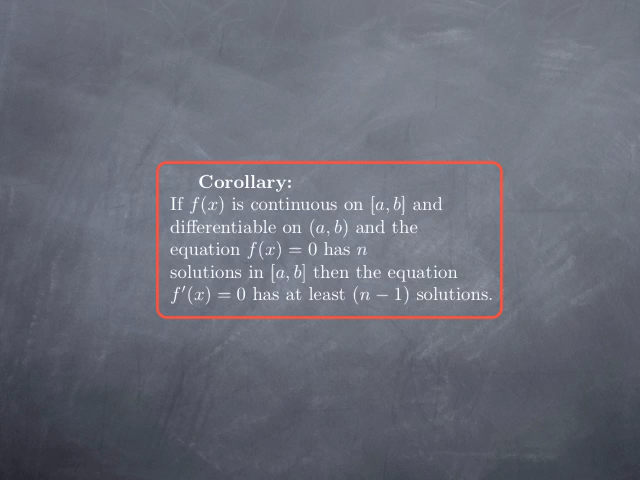 Corollary:
If f(x) is continuous on [a, b] and
differentiable on (a, b) and the
equation f(x) = 0 has n
solutions in [a, b] then the equation
f′(x) = 0 has at least (n − 1) solutions.